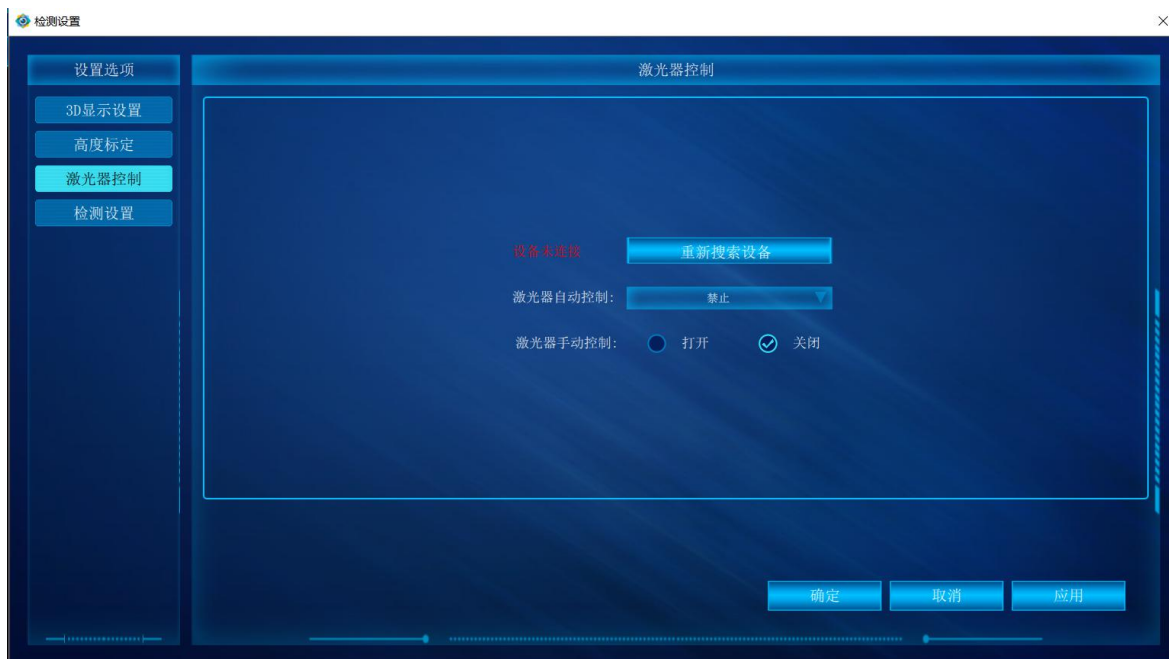 检测设置
设置选项
3D显示设置
高度标定
激光器控制
检测设置
激光器控制
设备未连接 重新搜索设备
激光器自动控制: 禁止
激光器手动控制: 打开 关闭
确定 取消 应用